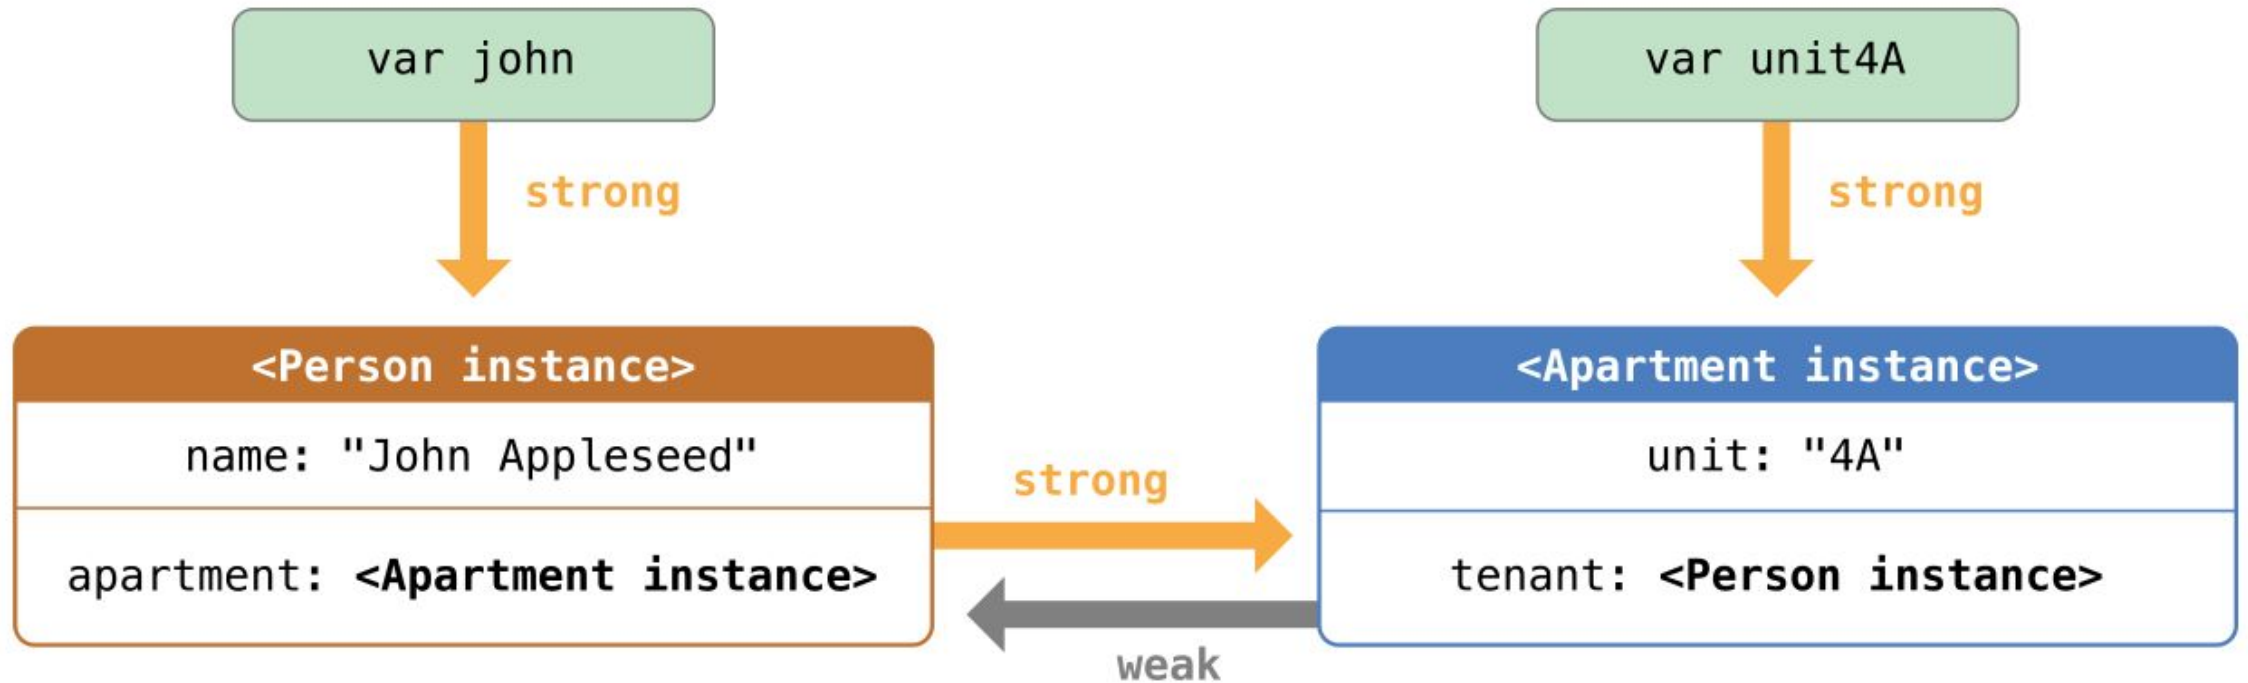 var john
var unit4A
strong
strong
<Person instance>
<Apartment instance>
name: "John Appleseed"
unit: "4A"
strong
apartment: <Apartment instance>
tenant: <Person instance>
weak